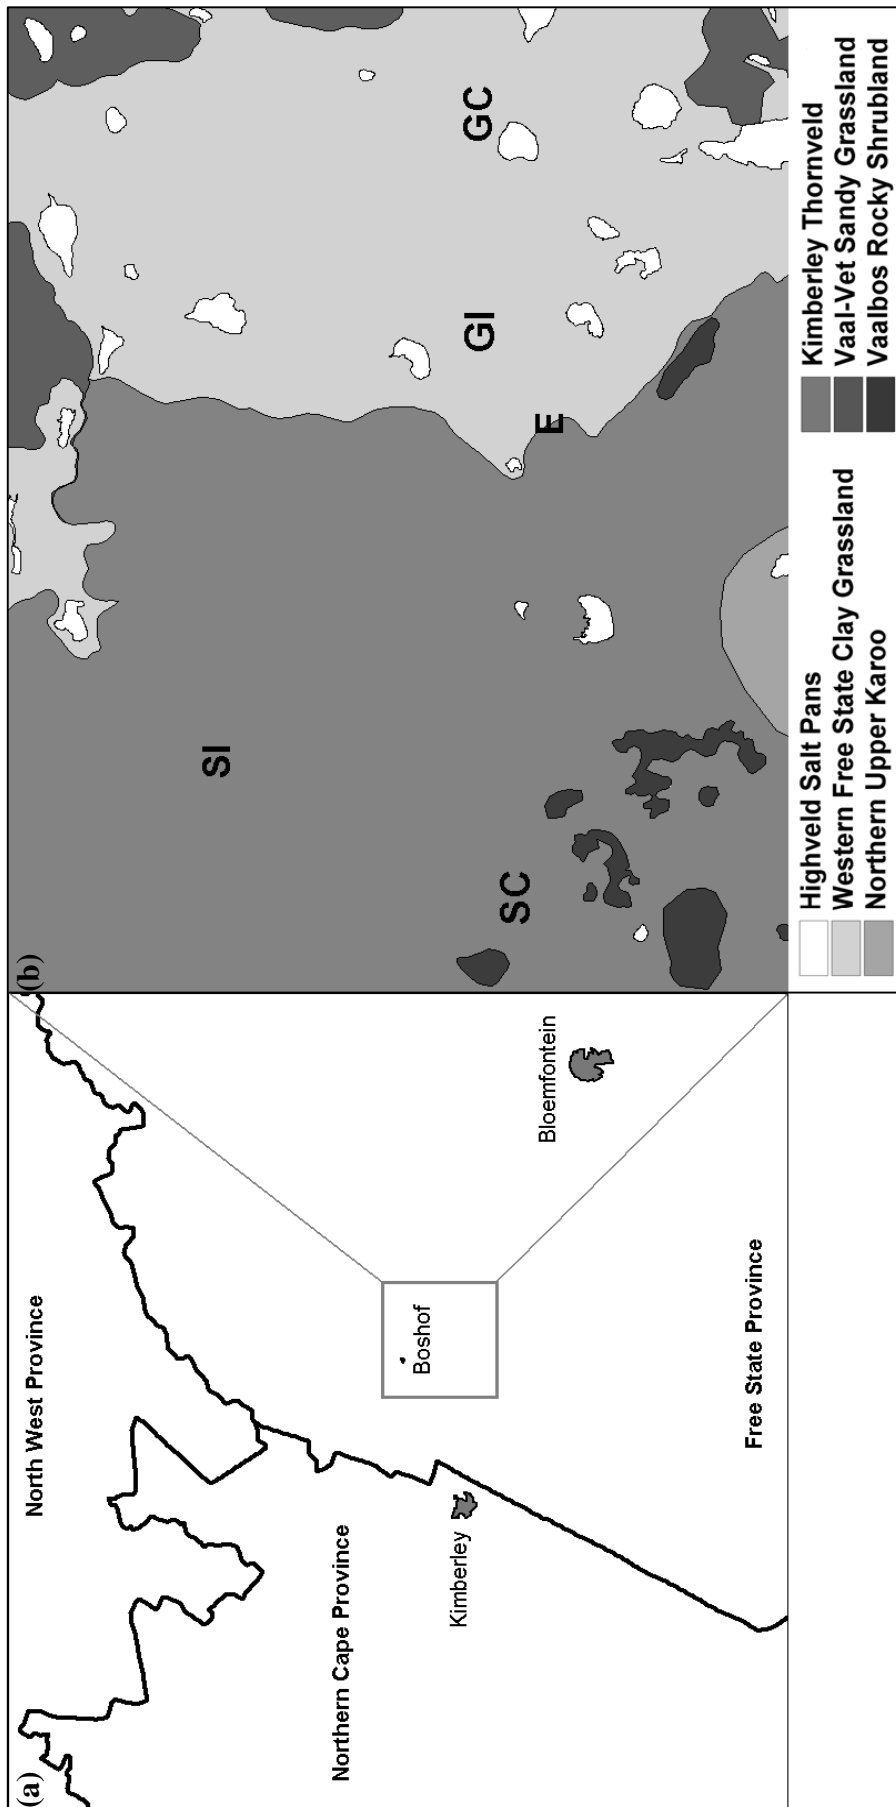 (a)
North West Province
Northern Cape Province
Kimberley
Boshof
Bloemfontein
Free State Province
(b)
SI
SC
E
GI
GC
Highveld Salt Pans
Western Free State Clay Grassland
Northern Upper Karoo
Kimberley Thornveld
Vaal-Vet Sandy Grassland
Vaalbos Rocky Shrubland